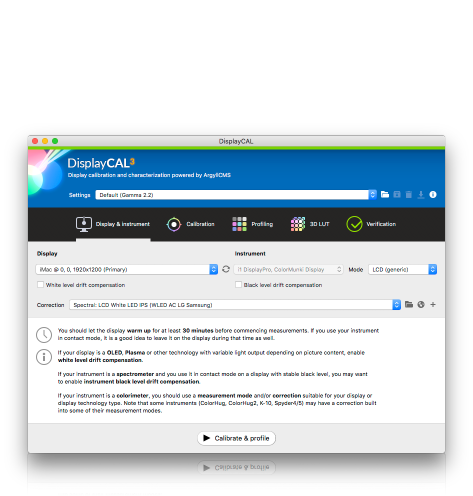 DisplayCAL
DisplayCAL3
Display calibration and characterization powered by ArgyllCMS
Settings Default (Gamma 2.2)
Display & instrument Calibration Profiling 3D LUT Verification
Display Instrument
iMac @ 0, 0, 1920x1200 (Primary) i1 DisplayPro, ColorMunki Display Mode LCD (generic)
White level drift compensation Black level drift compensation
Correction Spectral: LCD White LED IPS (WLED AC LG Samsung)
You should let the display warm up for at least 30 minutes before commencing measurements. If you use your instrument
in contact mode, it is a good idea to leave it on the display during that time as well.
If your display is a OLED, Plasma or other technology with variable light output depending on picture content, enable
white level drift compensation.
If your instrument is a spectrometer and you use it in contact mode on a display with stable black level, you may want
to enable instrument black level drift compensation.
If your instrument is a colorimeter, you should use a measurement mode and/or correction suitable for your display or
display technology type. Note that some instruments (ColorHug, ColorHug2, K-10, Spyder4/5) may have a correction built
into some of their measurement modes.
Calibrate & profile